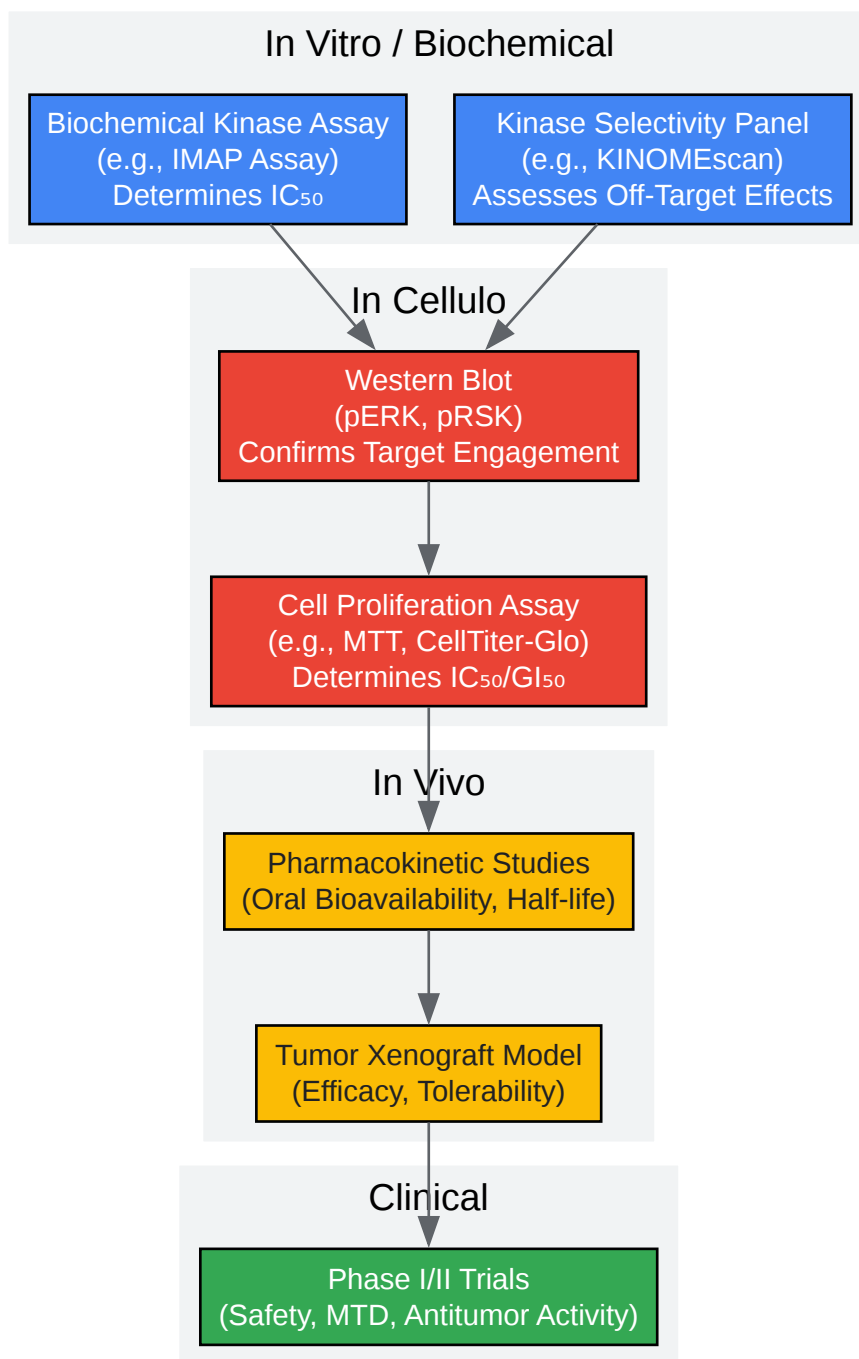 In Vitro / Biochemical
Biochemical Kinase Assay
(e.g., IMAP Assay)
Determines IC₅₀
Kinase Selectivity Panel
(e.g., KINOMEscan)
Assesses Off-Target Effects
In Cellulo
Western Blot
(pERK, pRSK)
Confirms Target Engagement
Cell Proliferation Assay
(e.g., MTT, CellTiter-Glo)
Determines IC₅₀/GI₅₀
In Vivo
Pharmacokinetic Studies
(Oral Bioavailability, Half-life)
Tumor Xenograft Model
(Efficacy, Tolerability)
Clinical
Phase I/II Trials
(Safety, MTD, Antitumor Activity)